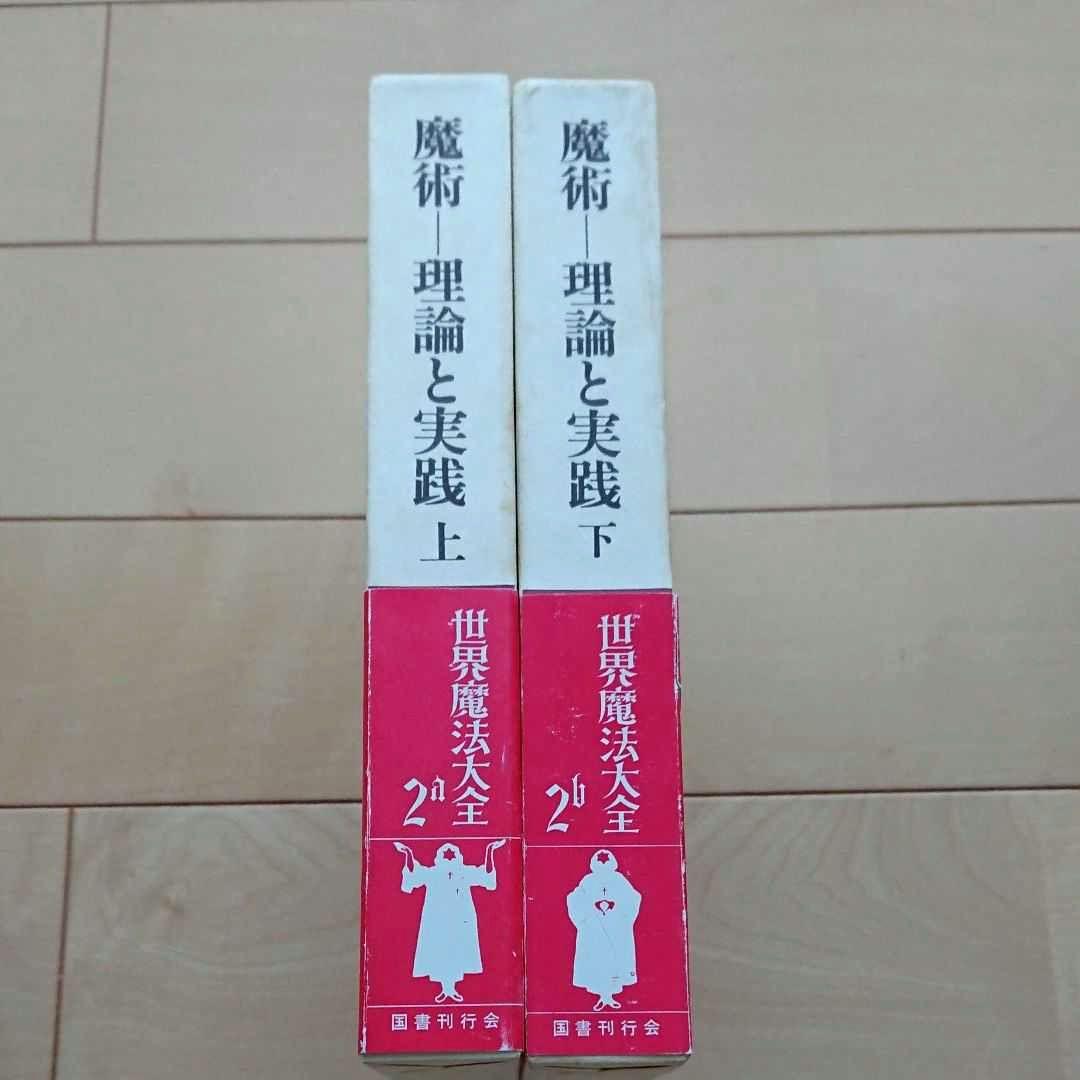 魔術―理論と実践 上
世界魔法大全
2a
国書刊行会
魔術―理論と実践 下
世界魔法大全
2b
国書刊行会